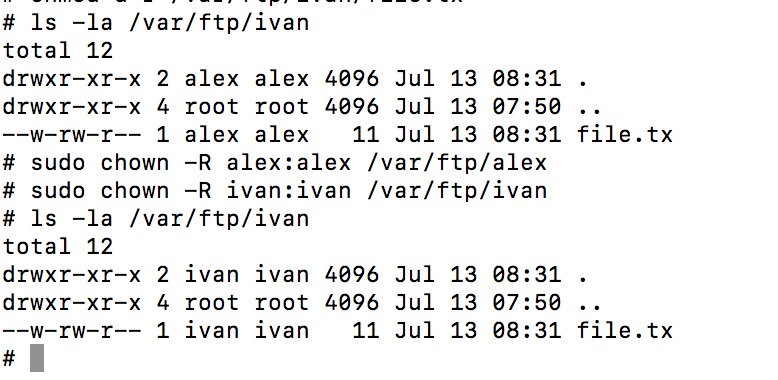 # ls -la /var/ftp/ivan
total 12
drwxr-xr-x 2 alex alex 4096 Jul 13 08:31 .
drwxr-xr-x 4 root root 4096 Jul 13 07:50 ..
--w-rw-r-- 1 alex alex   11 Jul 13 08:31 file.tx
# sudo chown -R alex:alex /var/ftp/alex
# sudo chown -R ivan:ivan /var/ftp/ivan
# ls -la /var/ftp/ivan
total 12
drwxr-xr-x 2 ivan ivan 4096 Jul 13 08:31 .
drwxr-xr-x 4 root root 4096 Jul 13 07:50 ..
--w-rw-r-- 1 ivan ivan   11 Jul 13 08:31 file.tx
#